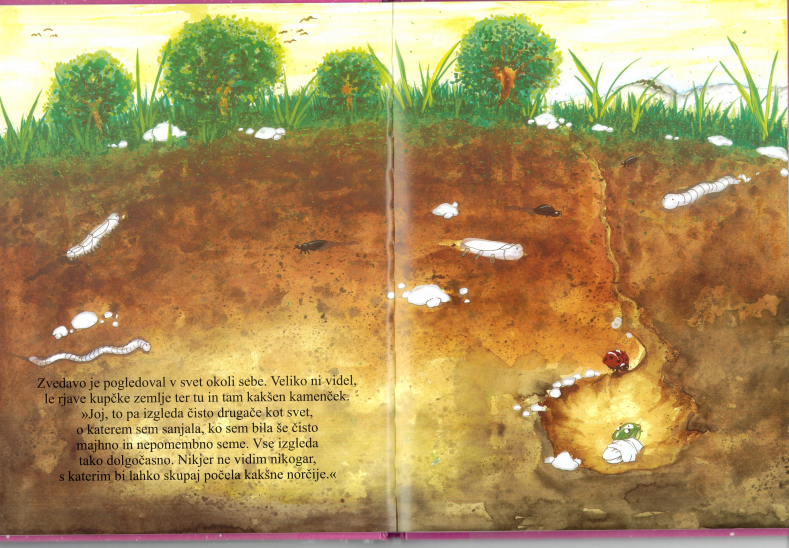 Zvedavo je pogledoval v svet okoli sebe. Veliko ni videl,
le rjave kupčke zemlje ter tu in tam kakšen kamenček.
»Joj, to pa izgleda čisto drugače kot svet,
o katerem sem sanjala, ko sem bila še čisto
majhno in nepomembno seme. Vse izgleda
tako dolgočasno. Nikjer ne vidim nikogar,
s katerim bi lahko skupaj počela kakšne norčije.«